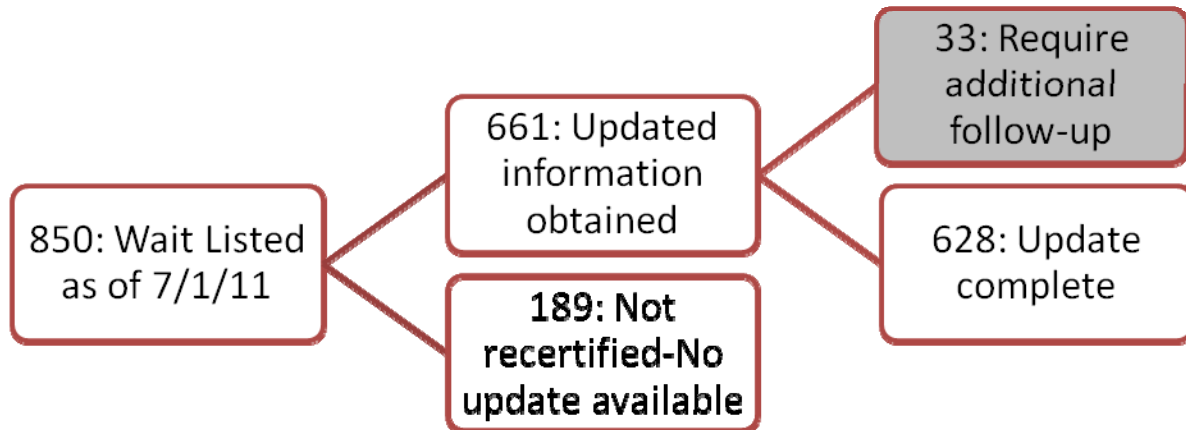 850: Wait Listed
as of 7/1/11
661: Updated
information
obtained
189: Not
recertified-No
update available
33: Require
additional
follow-up
628: Update
complete